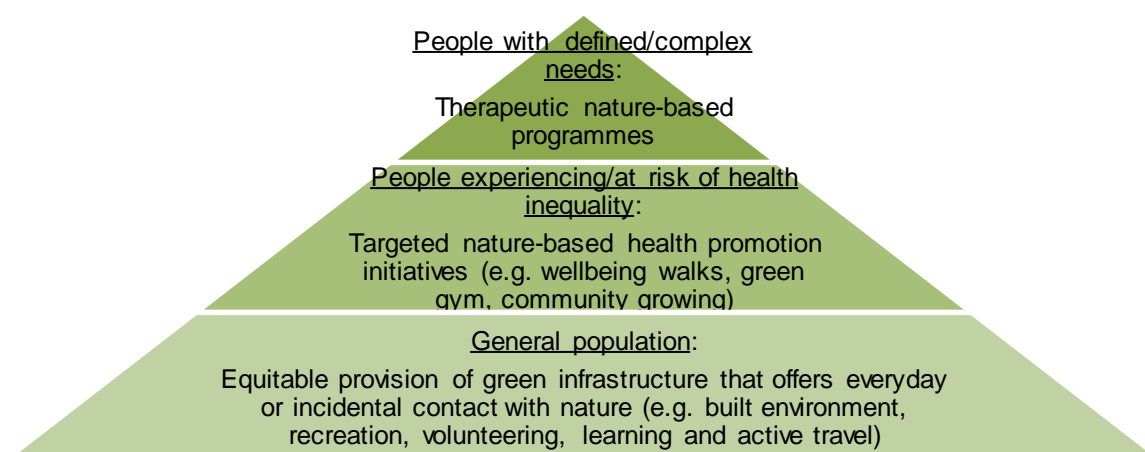 People with defined/complex
needs:
Therapeutic nature-based
programmes
People experiencing/at risk of health
inequality:
Targeted nature-based health promotion
initiatives (e.g. wellbeing walks, green
gym, community growing)
General population:
Equitable provision of green infrastructure that offers everyday
or incidental contact with nature (e.g. built environment,
recreation, volunteering, learning and active travel)